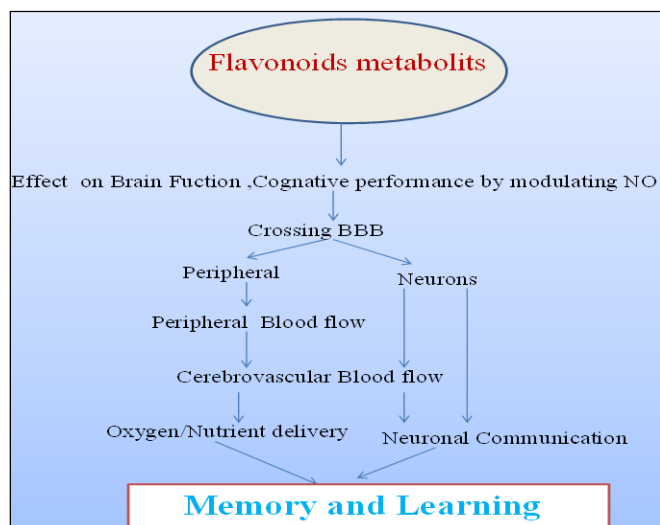 Flavonoids metabolits
Effect on Brain Fuction ,Cognative performance by modulating NO
Crossing BBB
Peripheral
Neurons
Peripheral Blood flow
Cerebrovascular Blood flow
Oxygen/Nutrient delivery
Neuronal Communication
Memory and Learning